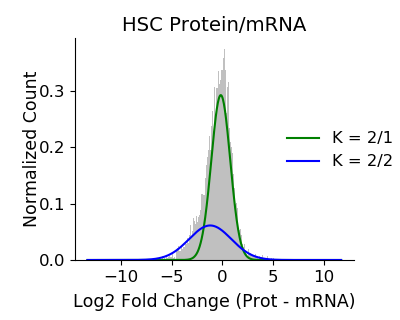 HSC Protein/mRNA
Normalized Count
0.3
0.2
0.1
0.0
K = 2/1
K = 2/2
−10 −5 0 5 10
Log2 Fold Change (Prot - mRNA)